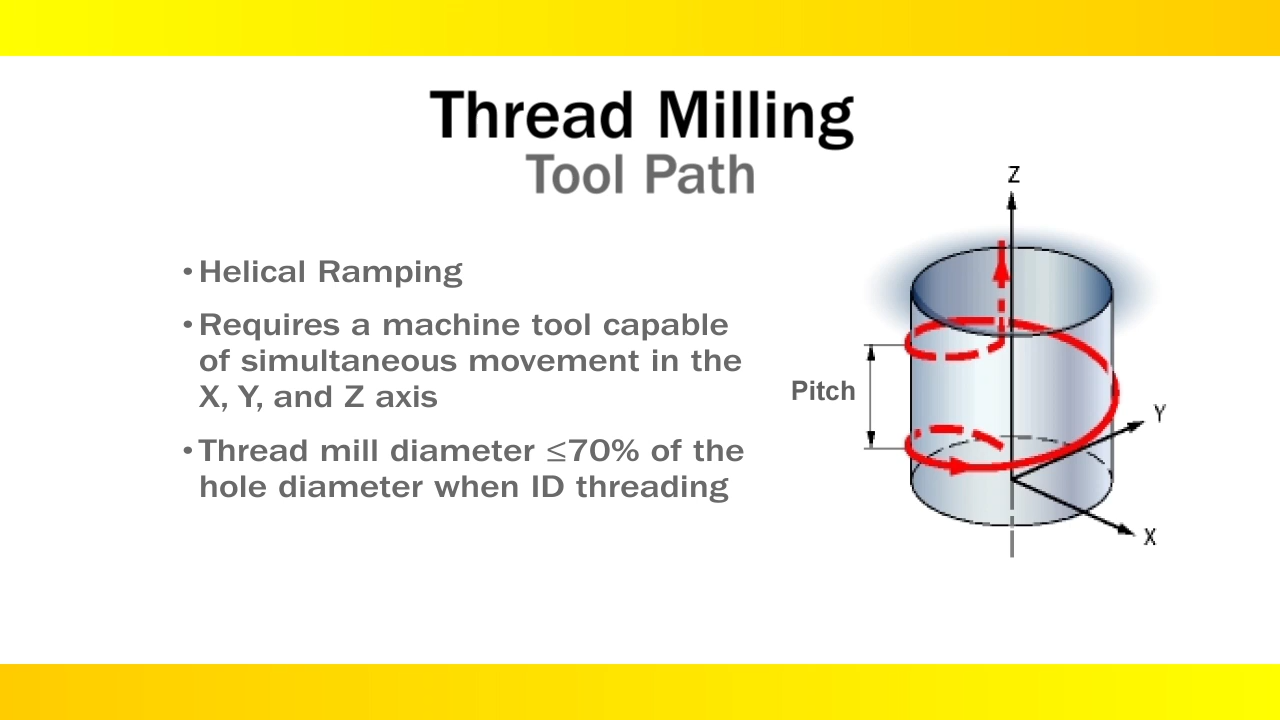 Thread Milling
Tool Path
• Helical Ramping
• Requires a machine tool capable
of simultaneous movement in the
X, Y, and Z axis
• Thread mill diameter ≤70% of the
hole diameter when ID threading
Z
Pitch
Y
X